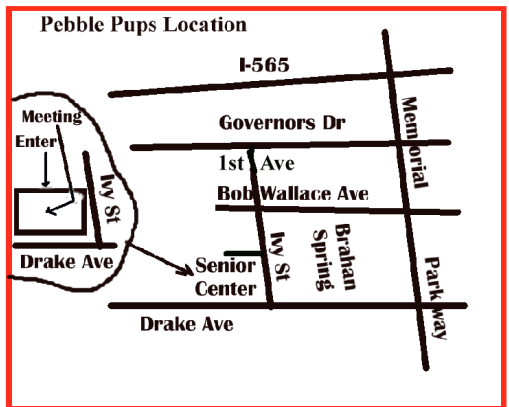 Pebble Pups Location
I-565
Memorial
Parkway
Governors Dr
1st Ave
Bob Wallace Ave
Meeting
Enter
Ivy St
Drake Ave
Senior
Center
Ivy St
Brahan
Spring
Drake Ave